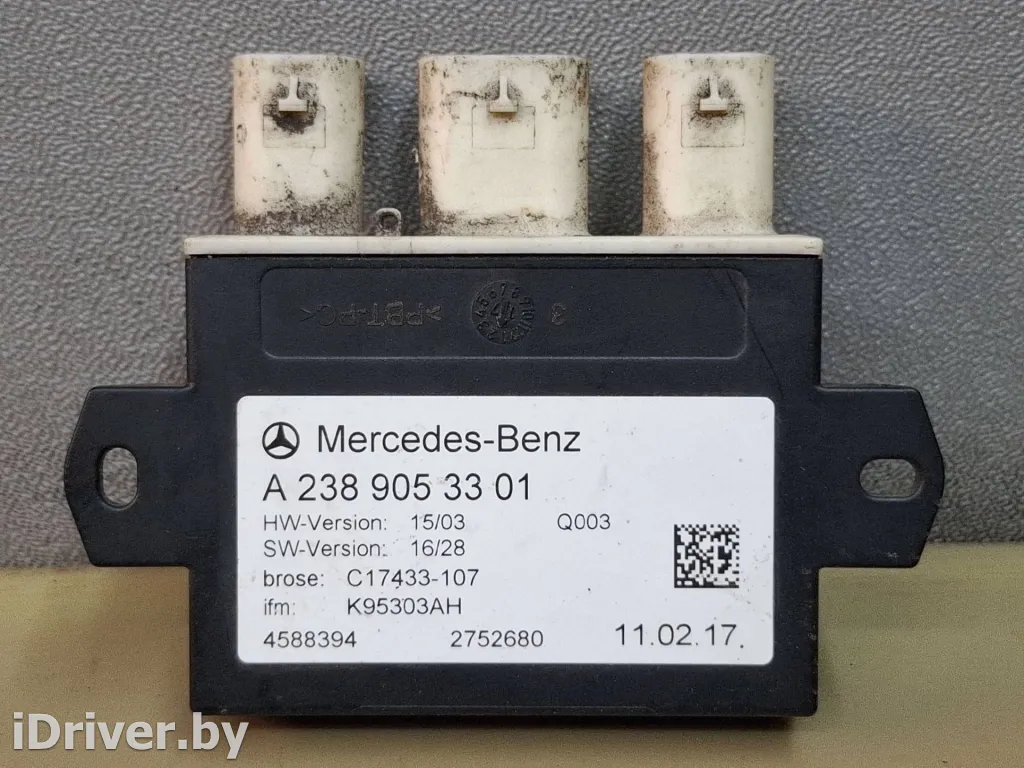 >PBT-PC<
3
Mercedes-Benz
A 238 905 33 01
HW-Version: 15/03 Q003
SW-Version: 16/28
brose: C17433-107
ifm: K95303AH
4588394 2752680 11.02.17.
iDriver.by